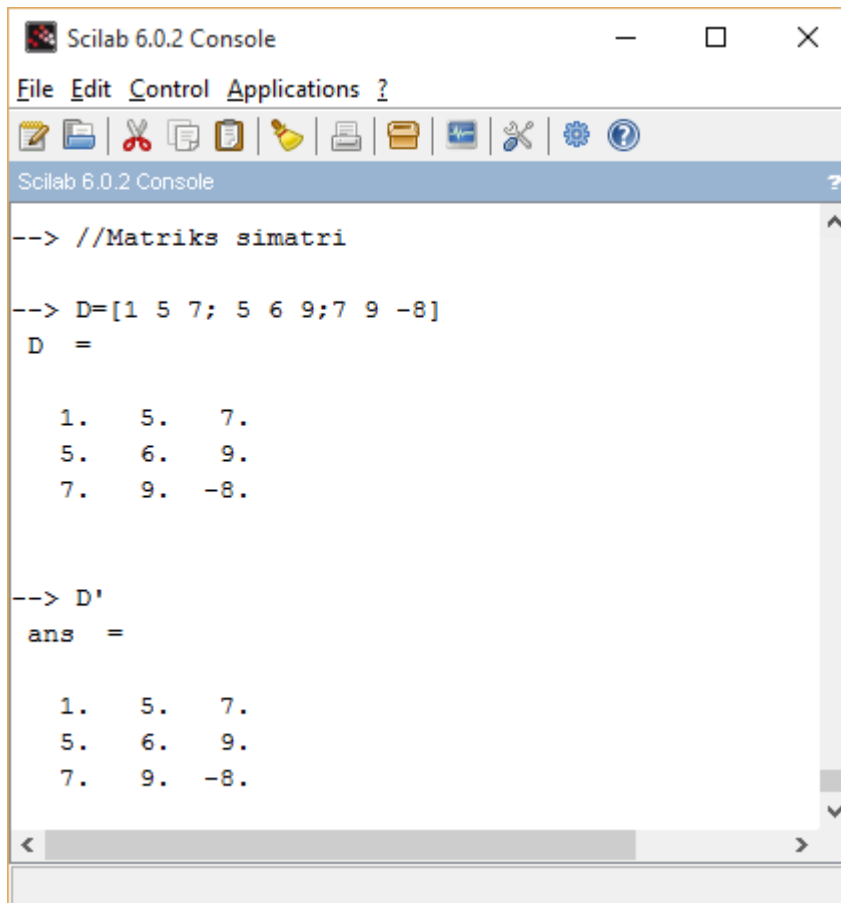 Scilab 6.0.2 Console
File Edit Control Applications ?
Scilab 6.0.2 Console ?
--> //Matriks simatri
--> D=[1 5 7; 5 6 9;7 9 -8]
D  =
1.   5.   7.
5.   6.   9.
7.   9.  -8.
--> D'
ans  =
1.   5.   7.
5.   6.   9.
7.   9.  -8.